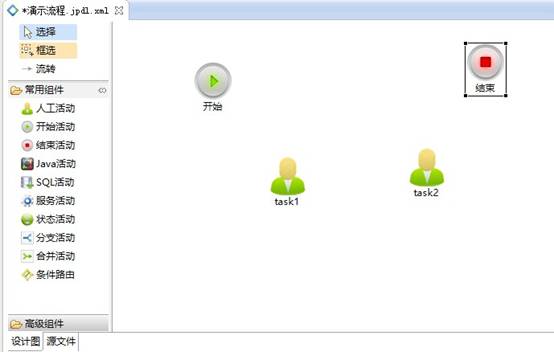 *演示流程.jpdl.xml
选择
框选
流转
常用组件
人工活动
开始活动
结束活动
Java活动
SQL活动
服务活动
状态活动
分支活动
合并活动
条件路由
高级组件
设计图 源文件
开始
结束
task1
task2